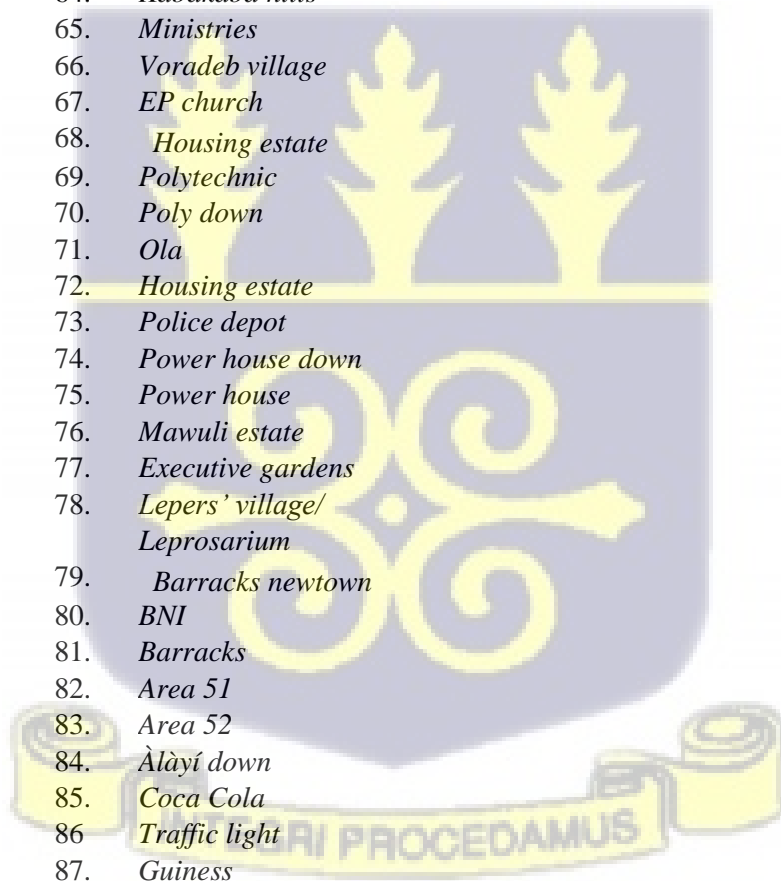 65. Ministries
66. Voradeb village
67. EP church
68. Housing estate
69. Polytechnic
70. Poly down
71. Ola
72. Housing estate
73. Police depot
74. Power house down
75. Power house
76. Mawuli estate
77. Executive gardens
78. Lepers’ village/
Leprosarium
79. Barracks newtown
80. BNI
81. Barracks
82. Area 51
83. Area 52
84. Àlàyí down
85. Coca Cola
86 Traffic light
87. Guiness
PROCEDAMUS